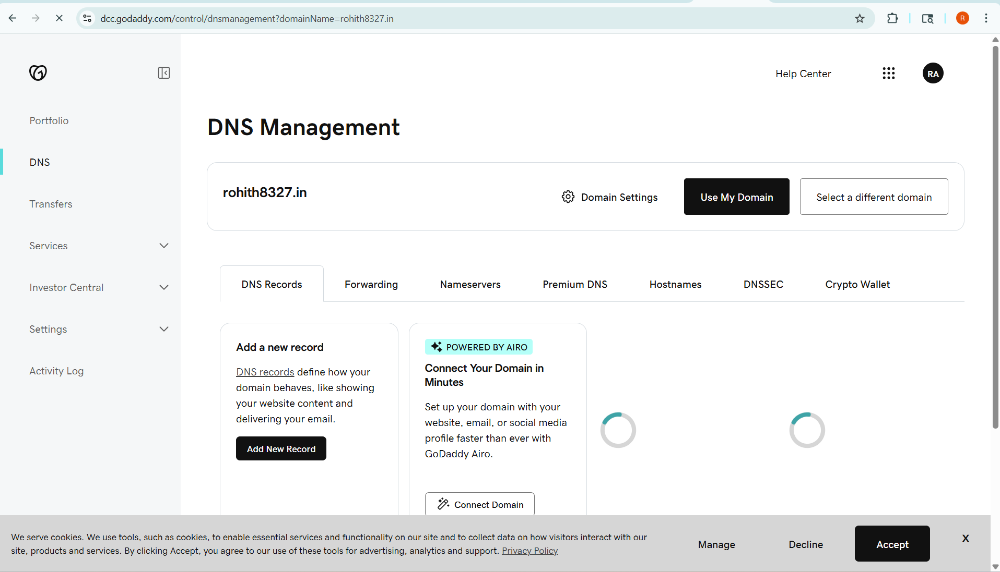 dcc.godaddy.com/control/dnsmanagement?domainName=rohith8327.in
R
Help Center
RA
Portfolio
DNS
Transfers
Services
Investor Central
Settings
Activity Log
DNS Management
rohith8327.in
Domain Settings
Use My Domain
Select a different domain
DNS Records
Forwarding
Nameservers
Premium DNS
Hostnames
DNSSEC
Crypto Wallet
Add a new record
DNS records define how your
domain behaves, like showing
your website content and
delivering your email.
Add New Record
POWERED BY AIRO
Connect Your Domain in
Minutes
Set up your domain with your
website, email, or social media
profile faster than ever with
GoDaddy Airo.
Connect Domain
We serve cookies. We use tools, such as cookies, to enable essential services and functionality on our site and to collect data on how visitors interact with our
site, products and services. By clicking Accept, you agree to our use of these tools for advertising, analytics and support. Privacy Policy
Manage
Decline
Accept
X